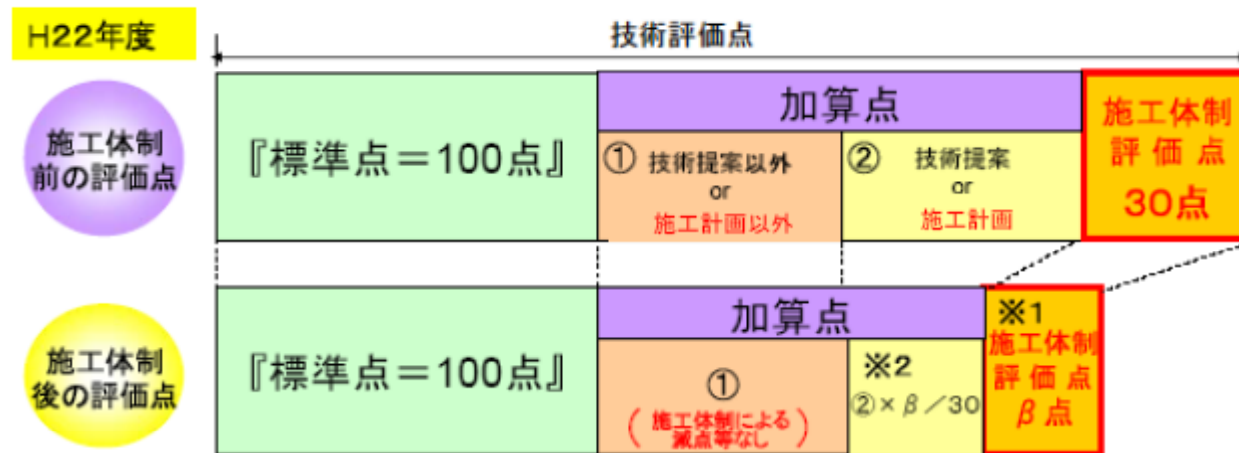 H22年度
技術評価点
施工体制
前の評価点
『標準点＝100点』
加算点
① 技術提案以外
or
施工計画以外
② 技術提案
or
施工計画
施工体制
評価点
30点
施工体制
後の評価点
『標準点＝100点』
加算点
①
（施工体制による
減点等なし）
※2
②×β／30
※1
施工体制
評価点
β点